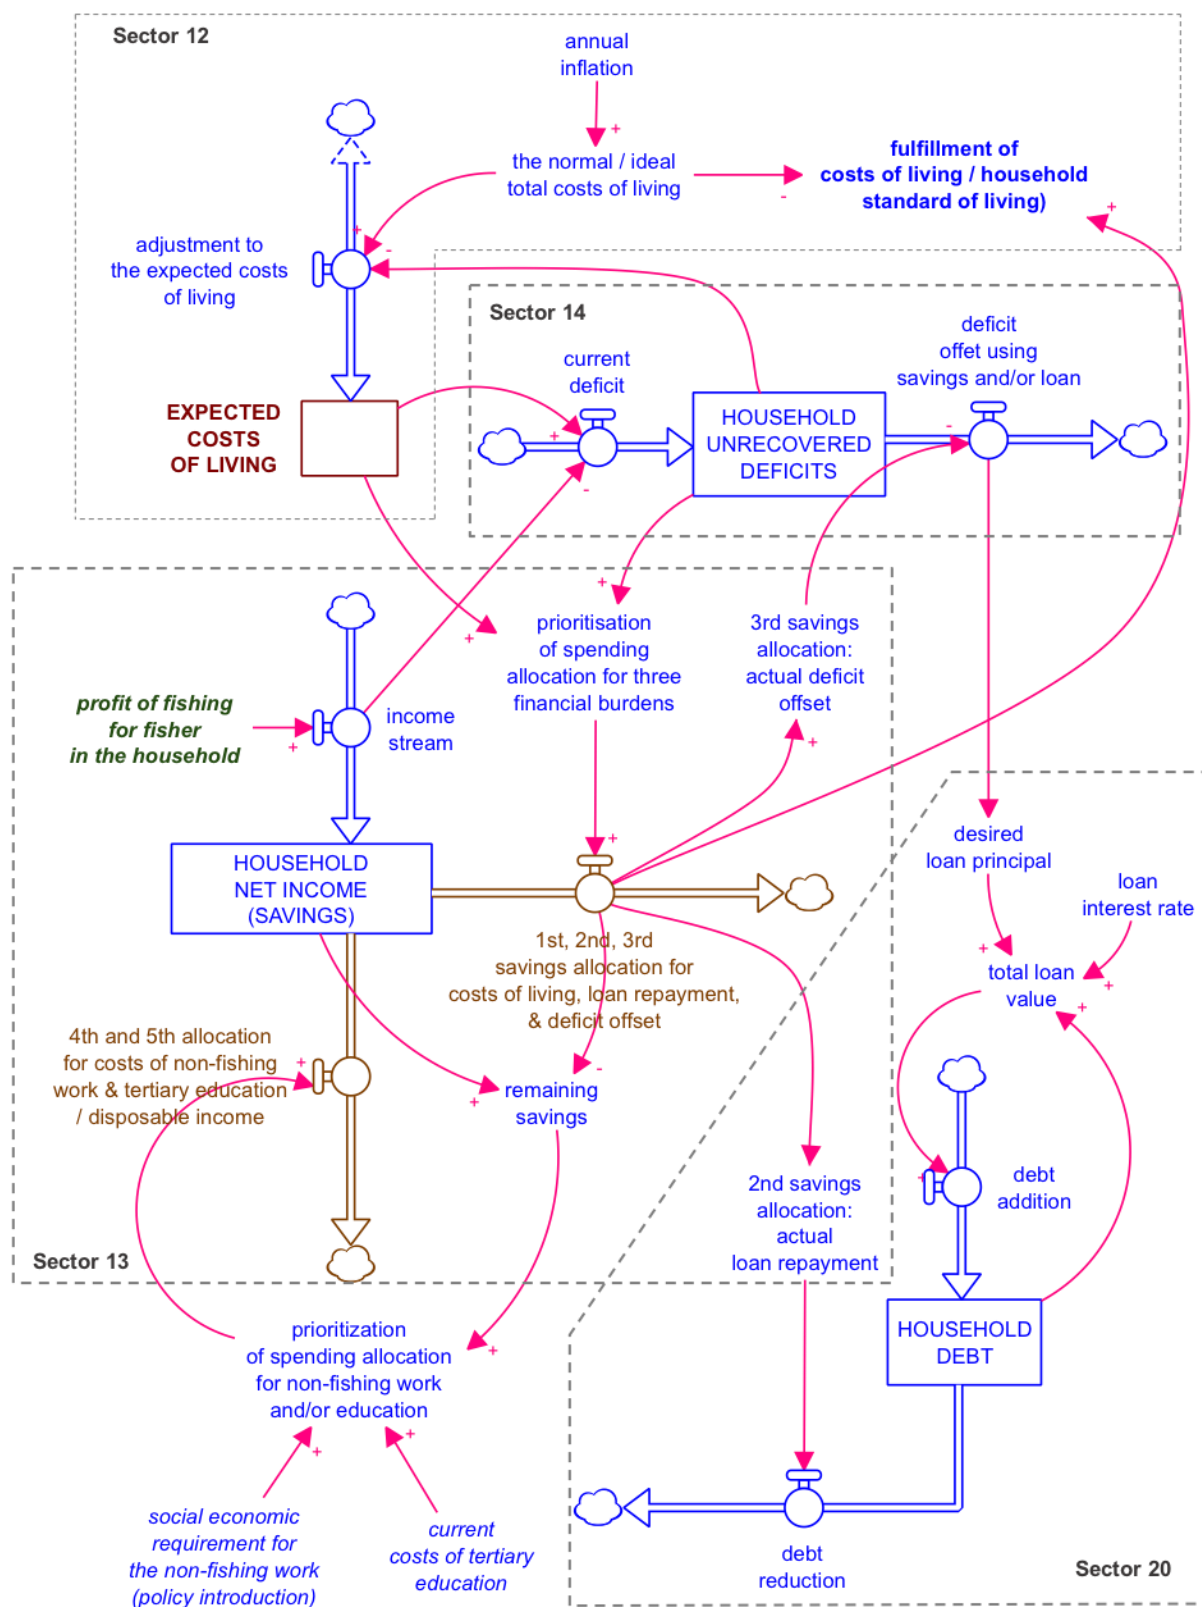 Sector 12
annual
inflation
+
the normal / ideal
total costs of living
-
fulfillment of
costs of living / household
standard of living)
+
+
-
adjustment to
the expected costs
of living
Sector 14
current
deficit
deficit
offet using
savings and/or loan
EXPECTED
COSTS
OF LIVING
+
-
HOUSEHOLD
UNRECOVERED
DEFICITS
-
+
+
prioritisation
of spending
allocation for three
financial burdens
3rd savings
allocation:
actual deficit
offset
+
profit of fishing
for fisher
in the household
+
income
stream
+
desired
loan principal
loan
interest rate
HOUSEHOLD
NET INCOME
(SAVINGS)
1st, 2nd, 3rd
savings allocation for
costs of living, loan repayment,
& deficit offset
+
total loan
value
+
+
4th and 5th allocation
for costs of non-fishing
work & tertiary education
/ disposable income
+
-
+
remaining
savings
2nd savings
allocation:
actual
loan repayment
+
debt
addition
Sector 13
HOUSEHOLD
DEBT
prioritization
of spending allocation
for non-fishing work
and/or education
+
+
+
social economic
requirement for
the non-fishing work
(policy introduction)
current
costs of tertiary
education
debt
reduction
Sector 20